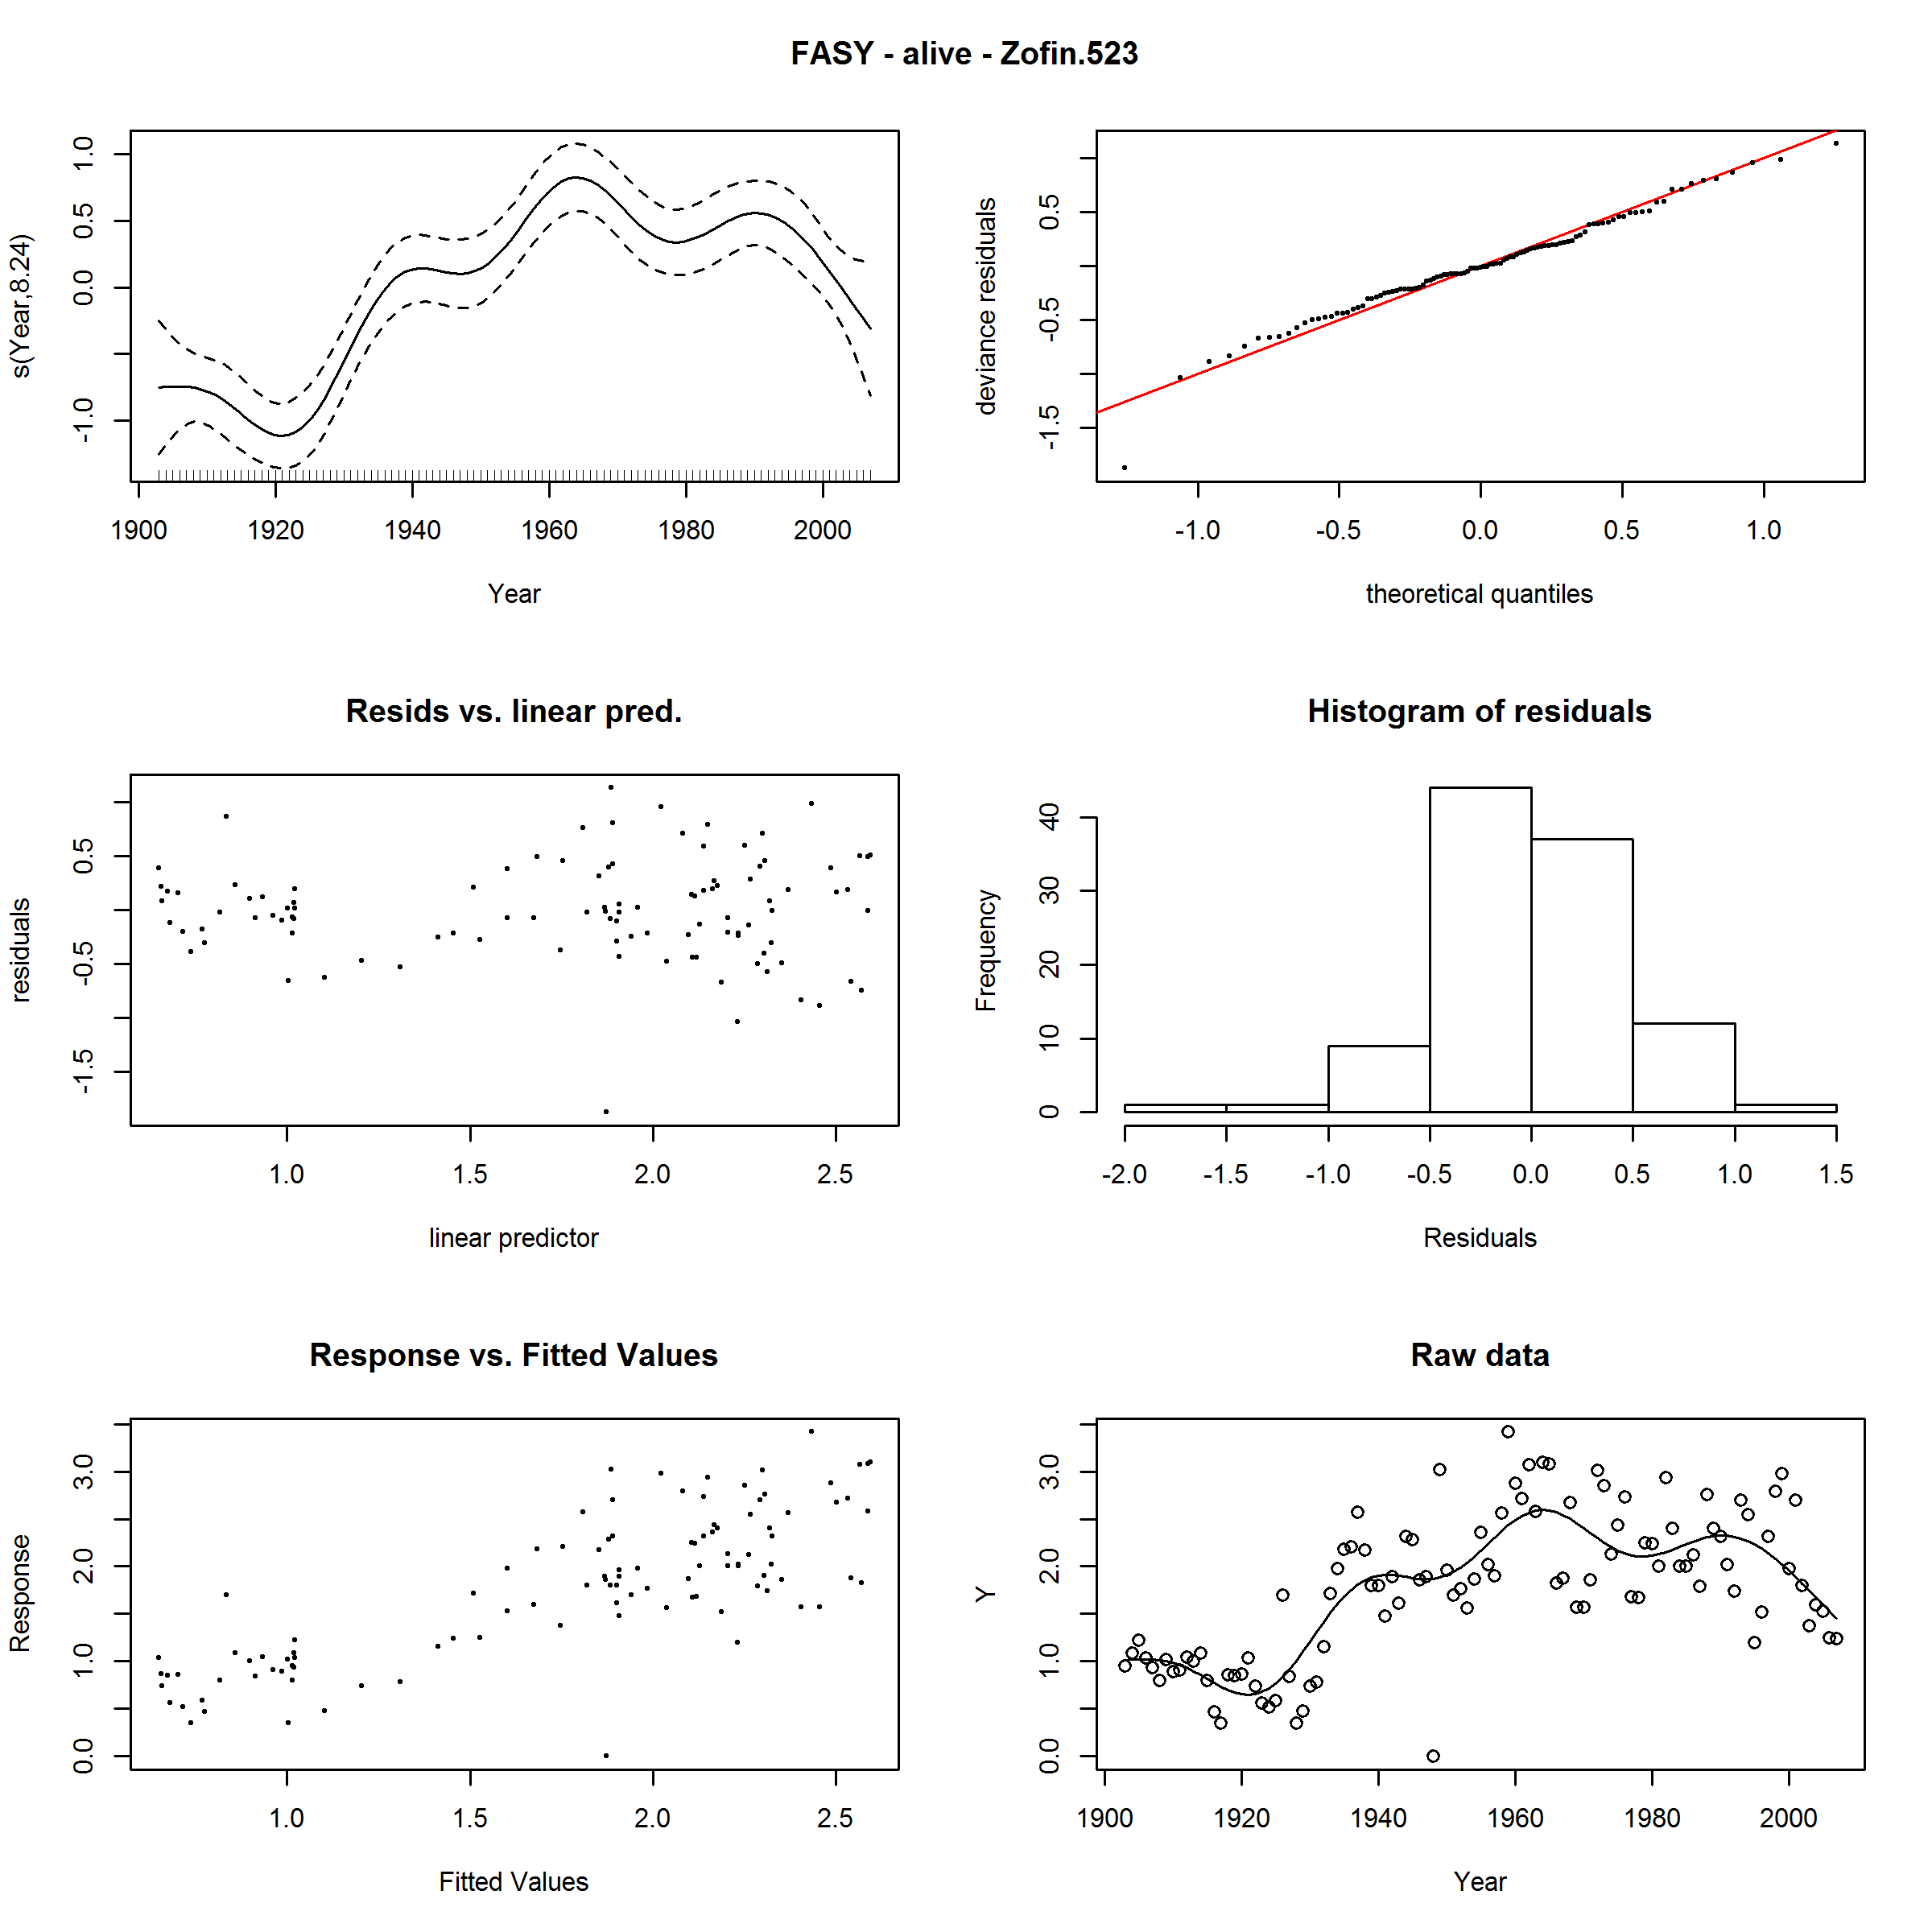 FASY - alive - Zofin.523
s(Year,8.24)
-1.0 0.0 0.5 1.0
1900 1920 1940 1960 1980 2000
Year
deviance residuals
-1.5 -0.5 0.5
-1.0 -0.5 0.0 0.5 1.0
theoretical quantiles
Resids vs. linear pred.
residuals
-1.5 -0.5 0.5
1.0 1.5 2.0 2.5
linear predictor
Histogram of residuals
Frequency
0 10 20 30 40
-2.0 -1.5 -1.0 -0.5 0.0 0.5 1.0 1.5
Residuals
Response vs. Fitted Values
Response
0.0 1.0 2.0 3.0
1.0 1.5 2.0 2.5
Fitted Values
Raw data
Y
0.0 1.0 2.0 3.0
1900 1920 1940 1960 1980 2000
Year